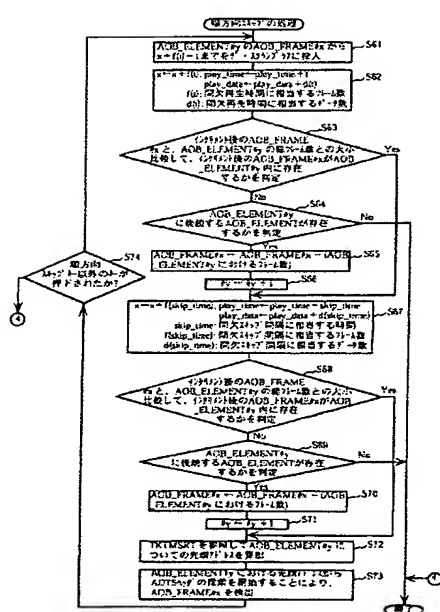 順方向スキップの処理
S61
AOB_ELEMENT#yのAOB_FRAME#xから
x+f(t)-1までをデ・スクランブラに投入
S62
x←x+f(t), play_time←play_time+t
play_data←play_data+d(t)
f(t): 間欠再生時間に相当するフレーム数
d(t): 間欠再生時間に相当するデータ数
S63
インクリメント後のAOB_FRAME
#xと、AOB_ELEMENT#yの総フレーム数との大小
比較して、インクリメント後のAOB_FRAME#xがAOB
_ELEMENT#y内に存在
するかを判定
Yes
No
S64
AOB_ELEMENT#y
に後続するAOB_ELEMENTが存在
するかを判定
No
Yes
S65
AOB_FRAME#x←AOB_FRAME#x-(AOB
_ELEMENT#yにおけるフレーム数)
S66
#y←#y+1
S74
順方向
スキップキー以外のキーが
押下されたか?
S67
x←x+f(skip_time), play_time←play_time+skip_time
play_data←play_data+d(skip_time)
skip_time: 間欠スキップ間隔に相当する時間
f(skip_time): 間欠スキップ間隔に相当するフレーム数
d(skip_time): 間欠スキップ間隔に相当するデータ数
S68
インクリメント後のAOB_FRAME
#xと、AOB_ELEMENT#yの総フレーム数との大小
比較して、インクリメント後のAOB_FRAME#xがAOB
_ELEMENT#y内に存在
するかを判定
Yes
No
S69
AOB_ELEMENT#y
に後続するAOB_ELEMENTが存在
するかを判定
No
Yes
S70
AOB_FRAME#x←AOB_FRAME#x-(AOB
_ELEMENT#yにおけるフレーム数)
S71
#y←#y+1
S72
TKTMSRTを参照してAOB_ELEMENT#yに
ついての先頭アドレスを算出
S73
AOB_ELEMENT#yにおける先頭アドレスから
ADTSヘッダの探索を開始することにより、
AOB_FRAME#xを検出
終了